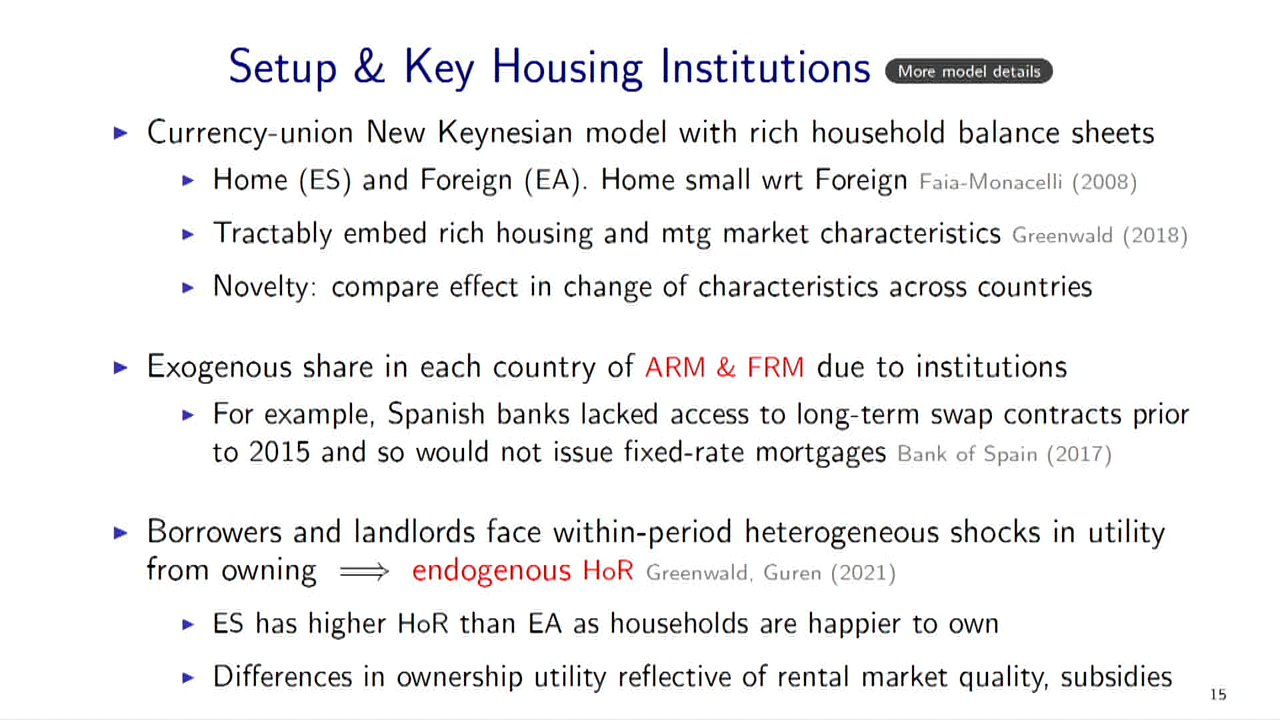 Setup & Key Housing Institutions More model details
Currency-union New Keynesian model with rich household balance sheets
Home (ES) and Foreign (EA). Home small wrt Foreign Faia-Monacelli (2008)
Tractably embed rich housing and mtg market characteristics Greenwald (2018)
Novelty: compare effect in change of characteristics across countries
Exogenous share in each country of ARM & FRM due to institutions
For example, Spanish banks lacked access to long-term swap contracts prior
to 2015 and so would not issue fixed-rate mortgages Bank of Spain (2017)
Borrowers and landlords face within-period heterogeneous shocks in utility
from owning ⟹ endogenous HoR Greenwald, Guren (2021)
ES has higher HoR than EA as households are happier to own
Differences in ownership utility reflective of rental market quality, subsidies
15